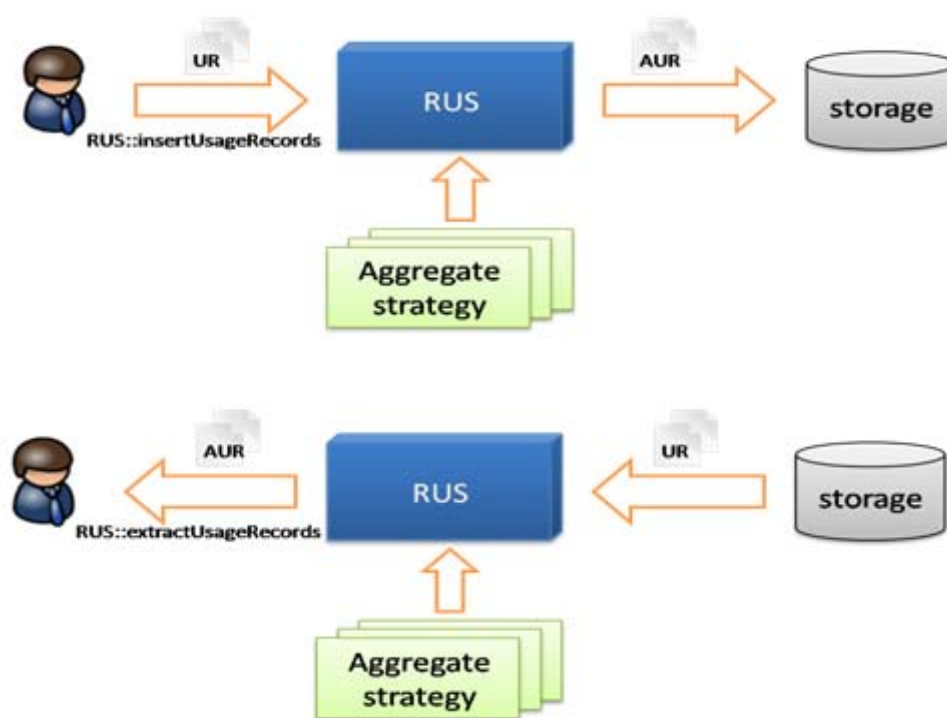 UR
RUS::insertUsageRecords
RUS
AUR
storage
Aggregate
strategy
AUR
RUS::extractUsageRecords
RUS
UR
storage
Aggregate
strategy